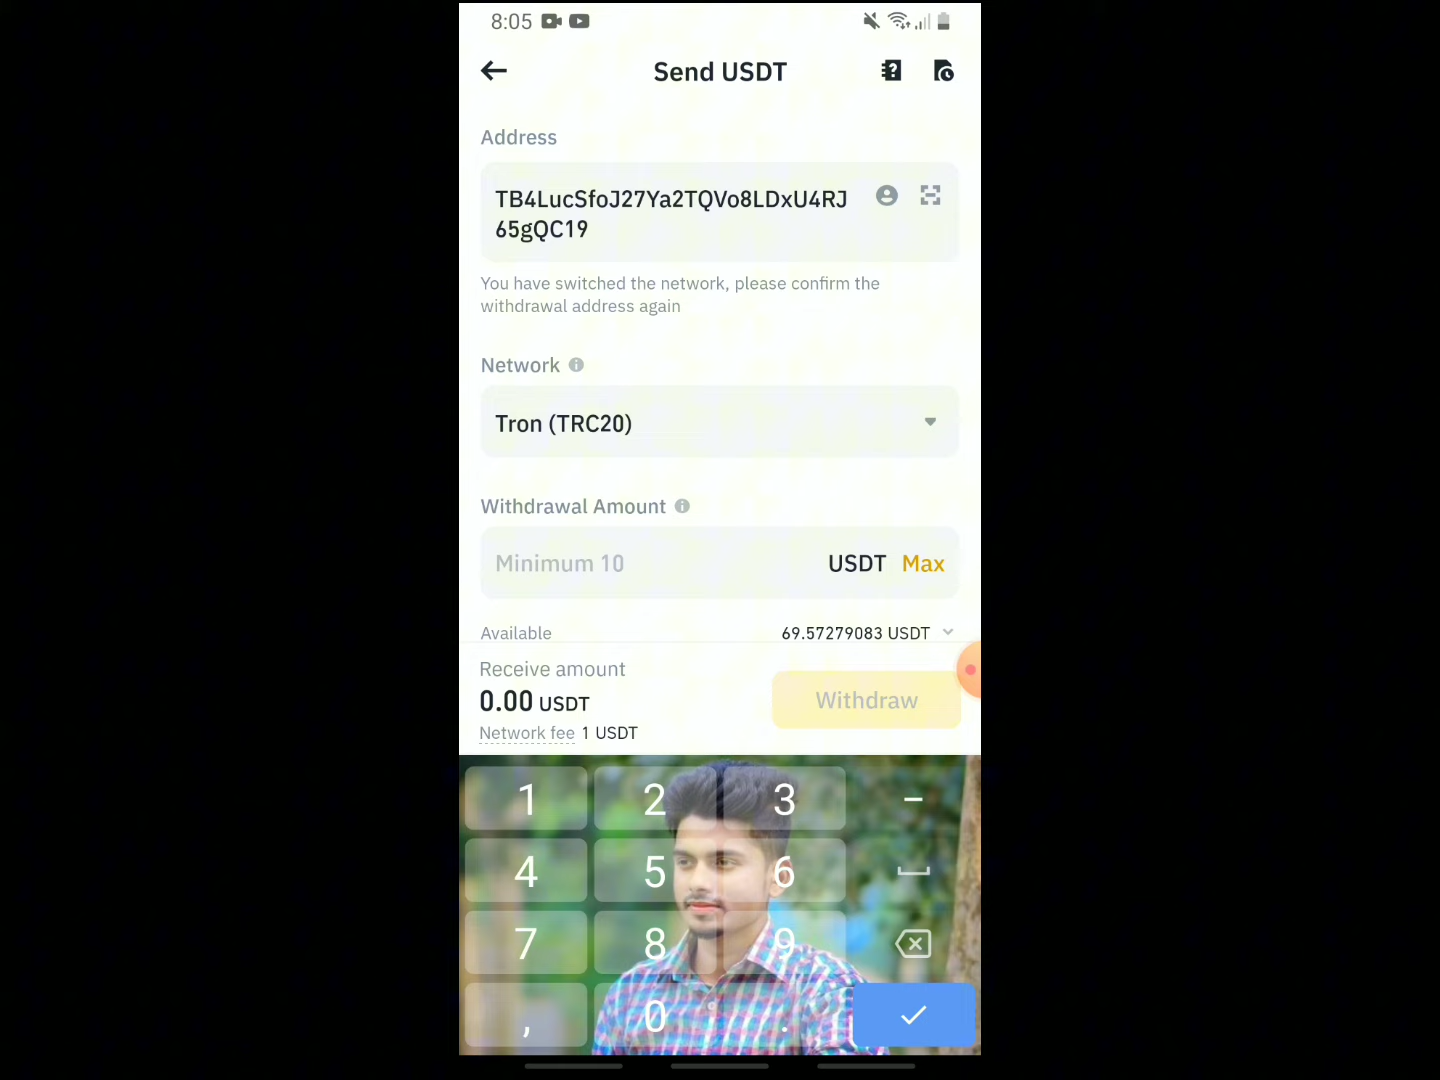 8:05
Send USDT
Address
TB4LucSfoJ27Ya2TQVo8LDxU4RJ
65gQC19
You have switched the network, please confirm the
withdrawal address again
Network
Tron (TRC20)
Withdrawal Amount
Minimum 10 USDT Max
Available 69.57279083 USDT
Receive amount
0.00 USDT
Withdraw
Network fee 1 USDT
1 2 3 -
4 5 6
7 8 9
, 0 .